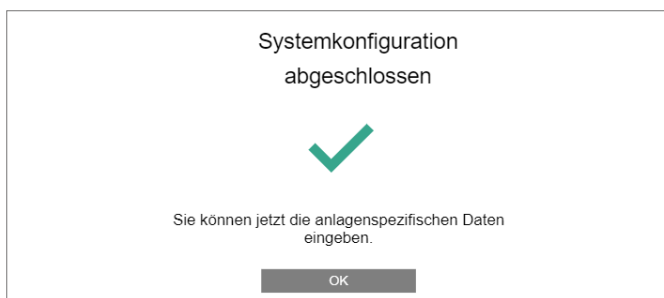 Systemkonfiguration
abgeschlossen
Sie können jetzt die anlagenspezifischen Daten
eingeben.
OK